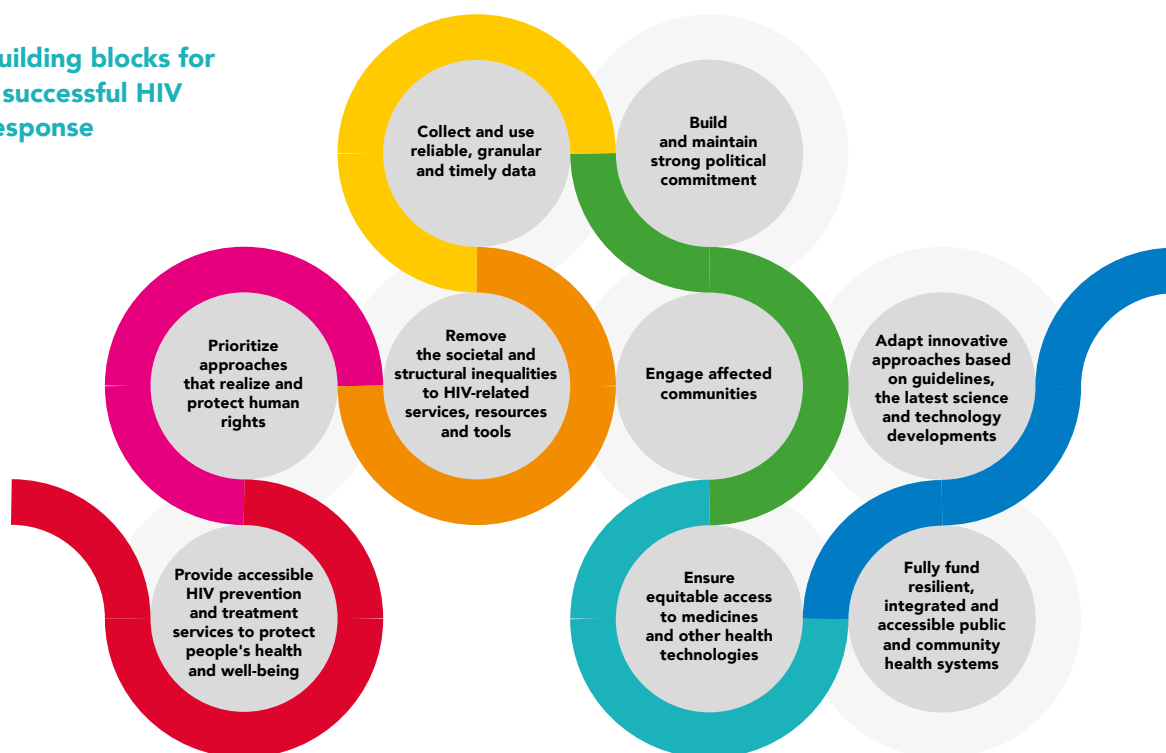 uilding blocks for
successful HIV
esponse
Collect and use
reliable, granular
and timely data
Build
and maintain
strong political
commitment
Prioritize
approaches
that realize and
protect human
rights
Remove
the societal and
structural inequalities
to HIV-related
services, resources
and tools
Engage affected
communities
Adapt innovative
approaches based
on guidelines,
the latest science
and technology
developments
Provide accessible
HIV prevention
and treatment
services to protect
people's health
and well-being
Ensure
equitable access
to medicines
and other health
technologies
Fully fund
resilient,
integrated and
accessible public
and community
health systems